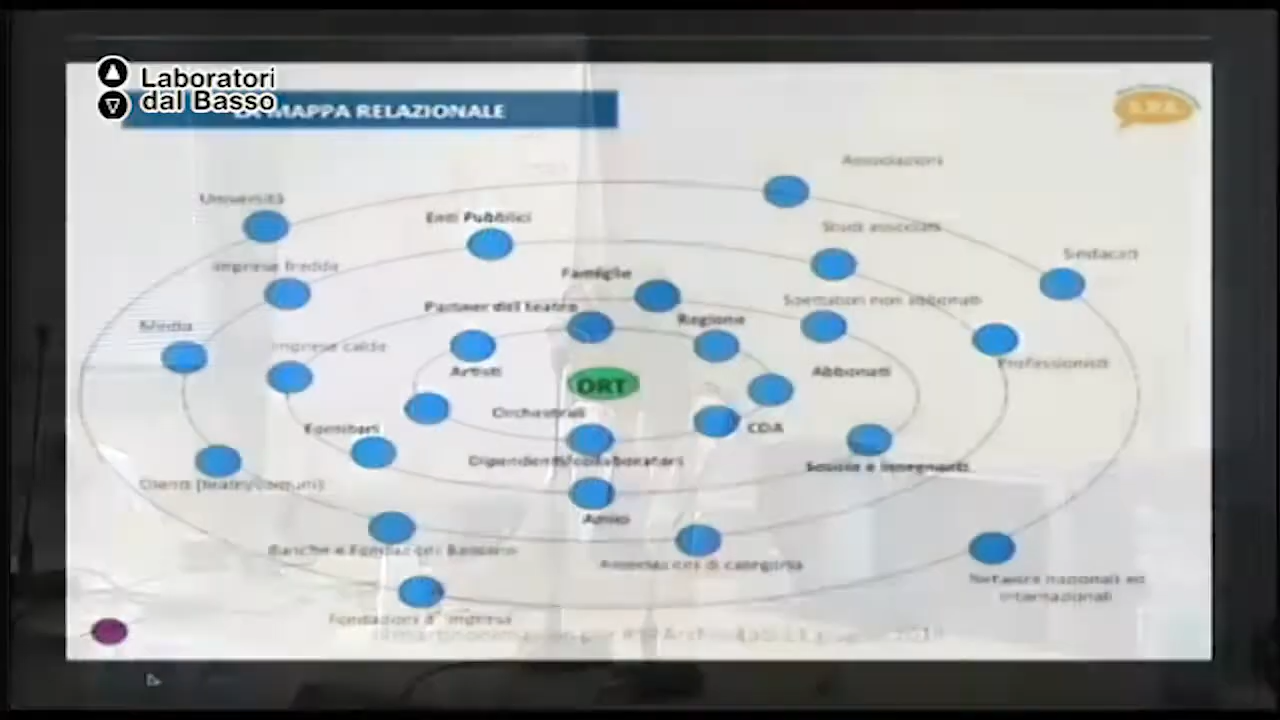 Laboratori
dal Basso
LA MAPPA RELAZIONALE
Associazioni
Università
Enti Pubblici
Studi associati
Sindacati
Imprese fredde
Famiglie
Spettatori non abbonati
Partner del teatro
Regione
Media
Imprese calde
Professionisti
Artisti
Abbonati
ORT
Orchestrali
Fornitori
CDA
Dipendenti/collaboratori
Scuole e insegnanti
Clienti (teatri/comuni)
Amici
Banche e Fondaz. ori Bancarie
Associazioni di categoria
Network nazionali ed
internazionali
Fondazioni d' impresa